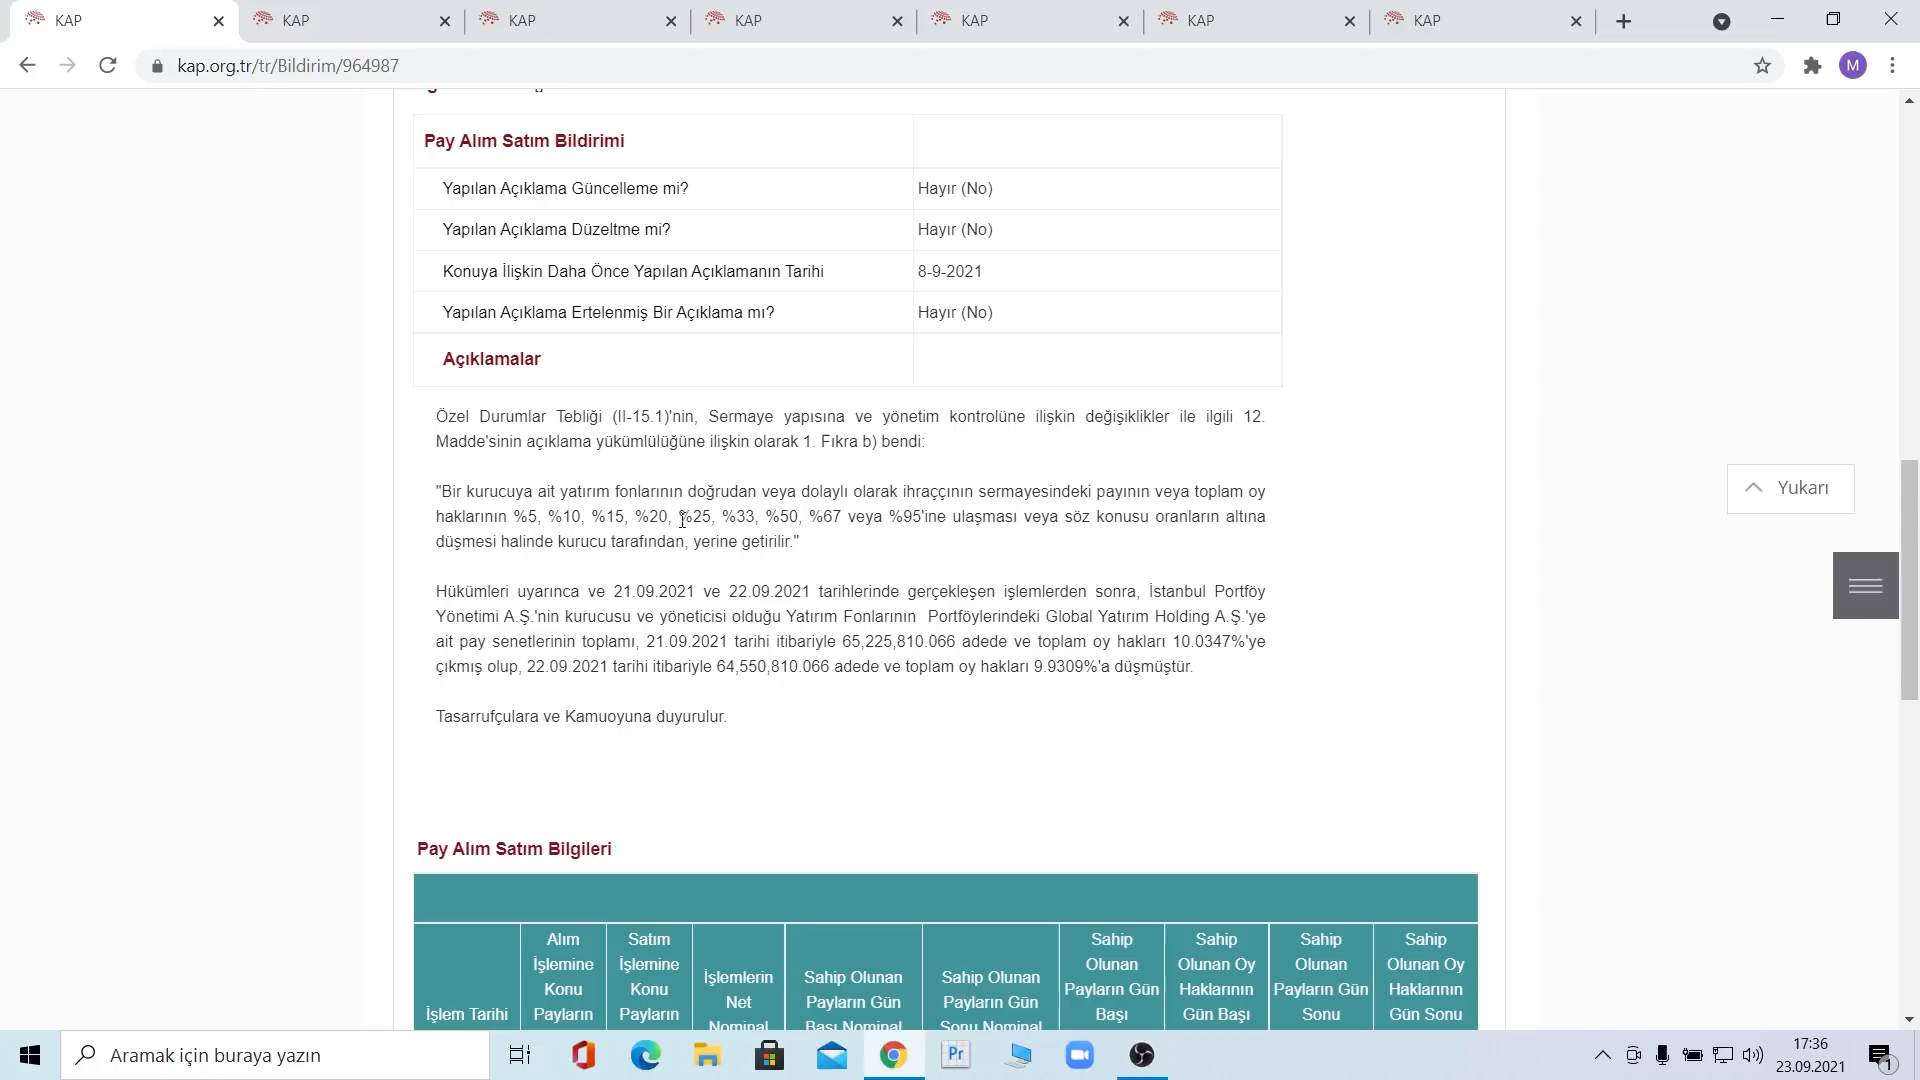 KAP
KAP
KAP
KAP
KAP
KAP
KAP
M
kap.org.tr/tr/Bildirim/964987
Pay Alım Satım Bildirimi
Yapılan Açıklama Güncelleme mi? Hayır (No)
Yapılan Açıklama Düzeltme mi? Hayır (No)
Konuya İlişkin Daha Önce Yapılan Açıklamanın Tarihi 8-9-2021
Yapılan Açıklama Ertelenmiş Bir Açıklama mı? Hayır (No)
Açıklamalar
Özel Durumlar Tebliği (II-15.1)'nin, Sermaye yapısına ve yönetim kontrolüne ilişkin değişiklikler ile ilgili 12.
Madde'sinin açıklama yükümlülüğüne ilişkin olarak 1. Fıkra b) bendi:
"Bir kurucuya ait yatırım fonlarının doğrudan veya dolaylı olarak ihraççının sermayesindeki payının veya toplam oy
haklarının %5, %10, %15, %20, %25, %33, %50, %67 veya %95'ine ulaşması veya söz konusu oranların altına
düşmesi halinde kurucu tarafından, yerine getirilir."
Hükümleri uyarınca ve 21.09.2021 ve 22.09.2021 tarihlerinde gerçekleşen işlemlerden sonra, İstanbul Portföy
Yönetimi A.Ş.'nin kurucusu ve yöneticisi olduğu Yatırım Fonlarının Portföylerindeki Global Yatırım Holding A.Ş.'ye
ait pay senetlerinin toplamı, 21.09.2021 tarihi itibariyle 65,225,810.066 adede ve toplam oy hakları 10.0347%'ye
çıkmış olup, 22.09.2021 tarihi itibariyle 64,550,810.066 adede ve toplam oy hakları 9.9309%'a düşmüştür.
Tasarrufçulara ve Kamuoyuna duyurulur.
Yukarı
Pay Alım Satım Bilgileri
İşlem Tarihi
Alım
İşlemine
Konu
Payların
Satım
İşlemine
Konu
Payların
İşlemlerin
Net
Nominal
Sahip Olunan
Payların Gün
Başı Nominal
Sahip Olunan
Payların Gün
Sonu Nominal
Sahip
Olunan
Payların Gün
Başı
Sahip
Olunan Oy
Haklarının
Gün Başı
Sahip
Olunan
Payların Gün
Sonu
Sahip
Olunan Oy
Haklarının
Gün Sonu
Aramak için buraya yazın
Pr
17:36
23.09.2021
1